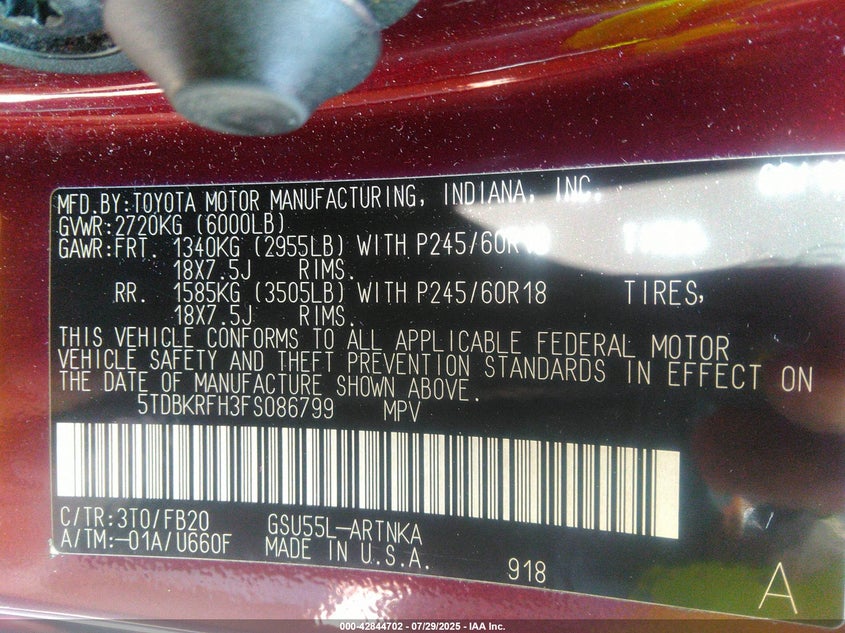 MFD.BY:TOYOTA MOTOR MANUFACTURING, INDIANA, INC.
GVWR:2720KG (6000LB)
GAWR:FRT. 1340KG (2955LB) WITH P245/60R18
18X7.5J RIMS.
RR. 1585KG (3505LB) WITH P245/60R18 TIRES,
18X7.5J RIMS.
THIS VEHICLE CONFORMS TO ALL APPLICABLE FEDERAL MOTOR
VEHICLE SAFETY AND THEFT PREVENTION STANDARDS IN EFFECT ON
THE DATE OF MANUFACTURE SHOWN ABOVE.
5TDBKRFH3FS086799 MPV
C/TR:3T0/FB20 GSU55L-ARTNKA
A/TM:-01A/U660F MADE IN U.S.A.
918
A
000-42844702 - 07/29/2025 - IAA Inc.